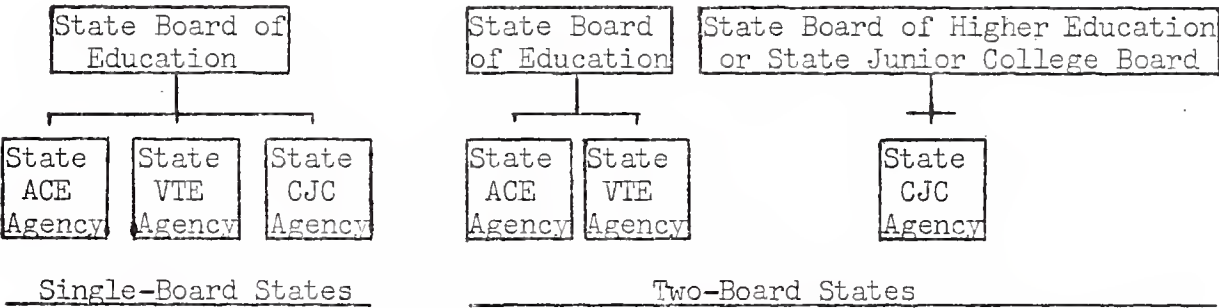 State Board of
Education
State
ACE
Agency
State
VTE
Agency
State
CJC
Agency
Single-Board States
State Board
of Education
State Board of Higher Education
or State Junior College Board
State
ACE
Agency
State
VTE
Agency
State
CJC
Agency
Two-Board States